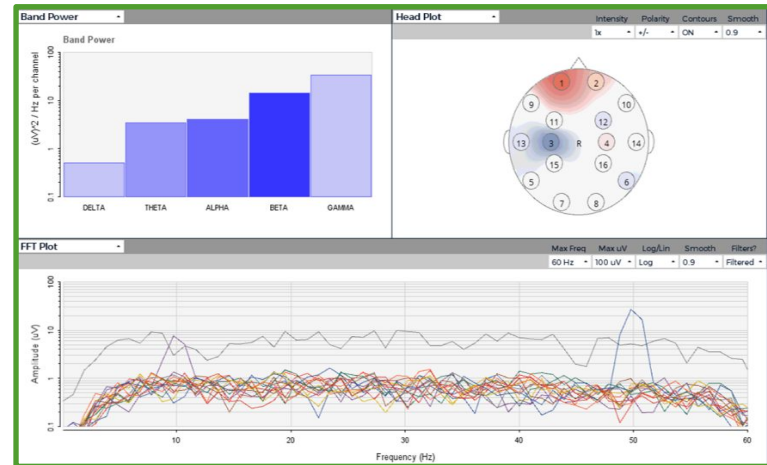 Band Power
Band Power
(uV)^2 / Hz per channel
100
10
1
0.1
DELTA THETA ALPHA BETA GAMMA
Head Plot
Intensity Polarity Contours Smooth
1x +/- ON 0.9
1 2
9 10
11 12
13 3 R 4 14
15 16
5 6
7 8
FFT Plot
Max Freq Max uV Log/Lin Smooth Filters?
60 Hz 100 uV Log 0.9 Filtered
Amplitude (uV)
100
10
1
0.1
10 20 30 40 50 60
Frequency (Hz)